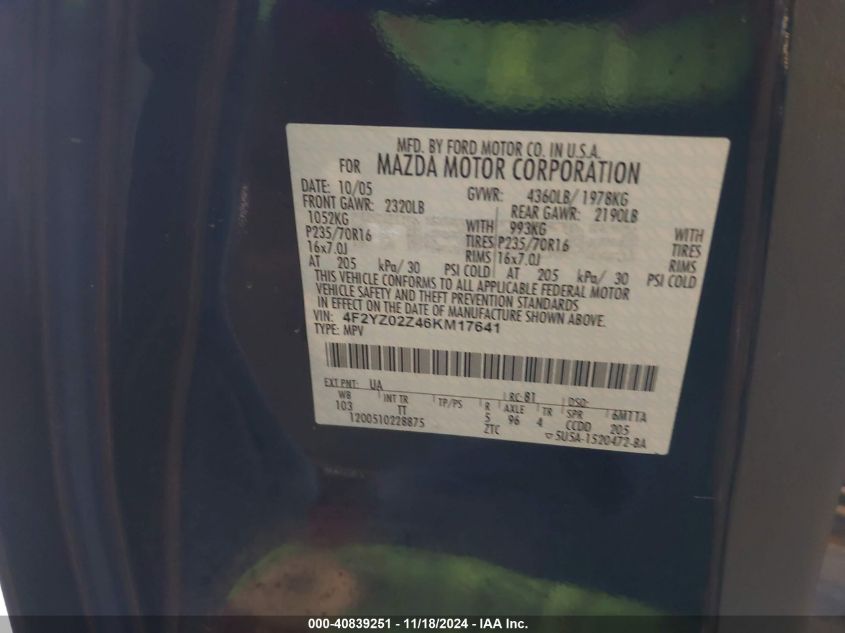 MFD. BY FORD MOTOR CO. IN U.S.A.
FOR MAZDA MOTOR CORPORATION
DATE: 10/05 GVWR: 4360LB/ 1978KG
FRONT GAWR: 2320LB REAR GAWR: 2190LB
1052KG WITH 993KG WITH
P235/70R16 TIRES P235/70R16 TIRES
16x7.0J RIMS 16x7.0J RIMS
AT 205 kPa/ 30 PSI COLD AT 205 kPa/ 30 PSI COLD
THIS VEHICLE CONFORMS TO ALL APPLICABLE FEDERAL MOTOR
VEHICLE SAFETY AND THEFT PREVENTION STANDARDS
IN EFFECT ON THE DATE OF MANUFACTURE SHOWN ABOVE.
VIN: 4F2YZ02Z46KM17641
TYPE: MPV
EXT PNT: UA RC: 81 DSO:
WB INT TR TP/PS R AXLE TR SPR 6MTTA
103 TT 5 96 4 CCDD 205
1200510228875 ZTC 5U5A-1520472-BA
000-40839251 - 11/18/2024 - IAA Inc.